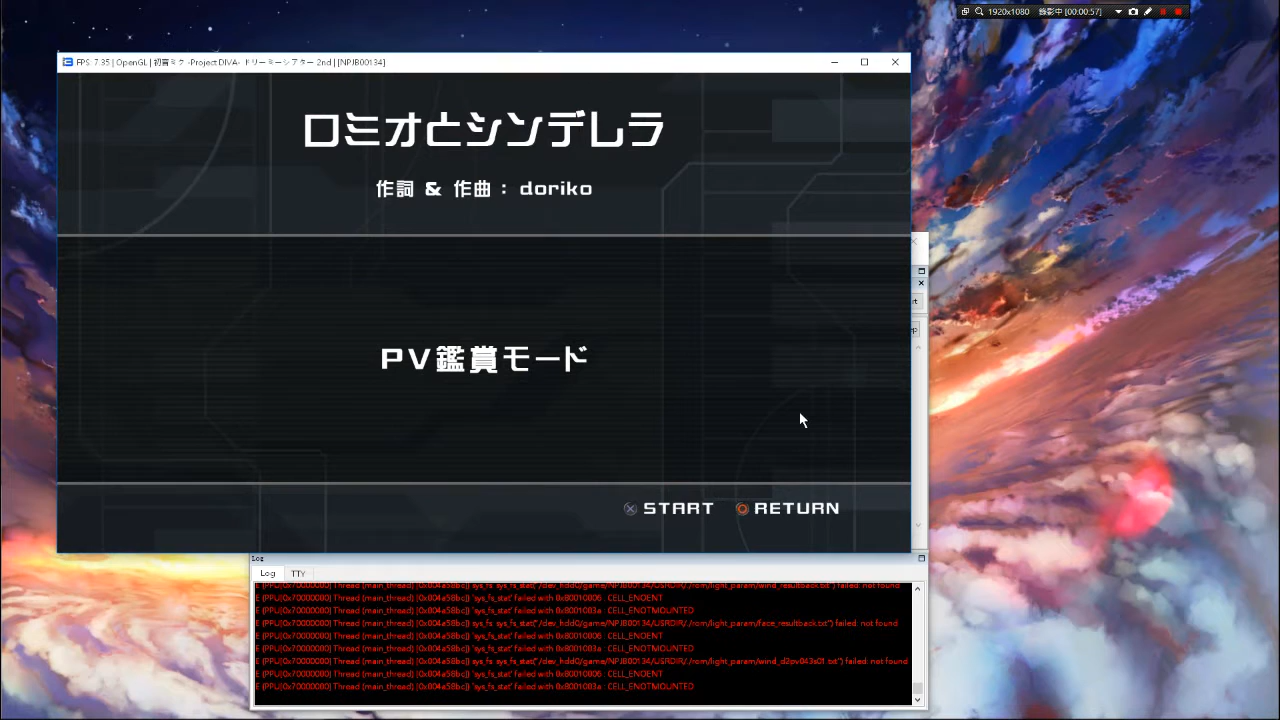 1920x1080 錄影中 [00:00:57]
FPS: 7.35 | OpenGL | 初音ミク -Project DIVA- ドリーミーシアター 2nd | [NPJB00134]
ロミオとシンデレラ
作詞 & 作曲 : doriko
PV鑑賞モード
START RETURN
Log
Log TTY
E {PPU[0x70000000] Thread (main_thread) [0x004a58bc]} sys_fs: sys_fs_stat("/dev_hdd0/game/NPJB00134/USRDIR/./rom/light_param/wind_resultback.txt") failed: not found
E {PPU[0x70000000] Thread (main_thread) [0x004a58bc]} 'sys_fs_stat' failed with 0x80010006 : CELL_ENOENT
E {PPU[0x70000000] Thread (main_thread) [0x004a58bc]} 'sys_fs_stat' failed with 0x8001003a : CELL_ENOTMOUNTED
E {PPU[0x70000000] Thread (main_thread) [0x004a58bc]} sys_fs: sys_fs_stat("/dev_hdd0/game/NPJB00134/USRDIR/./rom/light_param/face_resultback.txt") failed: not found
E {PPU[0x70000000] Thread (main_thread) [0x004a58bc]} 'sys_fs_stat' failed with 0x80010006 : CELL_ENOENT
E {PPU[0x70000000] Thread (main_thread) [0x004a58bc]} 'sys_fs_stat' failed with 0x8001003a : CELL_ENOTMOUNTED
E {PPU[0x70000000] Thread (main_thread) [0x004a58bc]} sys_fs: sys_fs_stat("/dev_hdd0/game/NPJB00134/USRDIR/./rom/light_param/wind_d2pv043s01.txt") failed: not found
E {PPU[0x70000000] Thread (main_thread) [0x004a58bc]} 'sys_fs_stat' failed with 0x80010006 : CELL_ENOENT
E {PPU[0x70000000] Thread (main_thread) [0x004a58bc]} 'sys_fs_stat' failed with 0x8001003a : CELL_ENOTMOUNTED